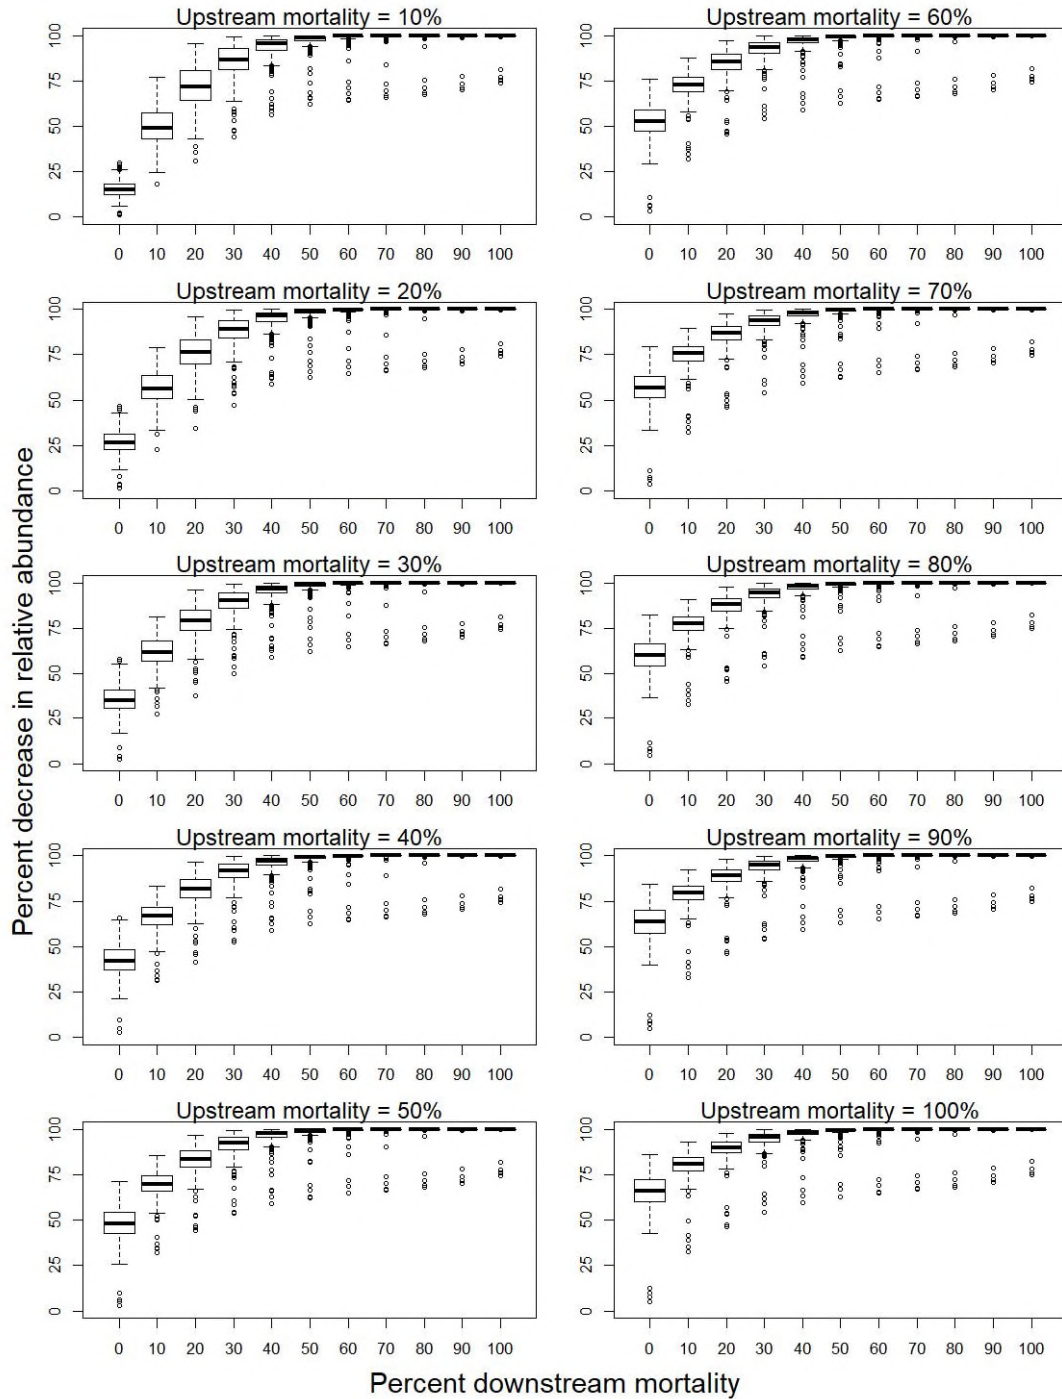 Upstream mortality = 10%
100
75
50
25
0
0 10 20 30 40 50 60 70 80 90 100
Upstream mortality = 60%
100
75
50
25
0
0 10 20 30 40 50 60 70 80 90 100
Upstream mortality = 20%
100
75
50
25
0
0 10 20 30 40 50 60 70 80 90 100
Upstream mortality = 70%
100
75
50
25
0
0 10 20 30 40 50 60 70 80 90 100
Percent decrease in relative abundance
Upstream mortality = 30%
100
75
50
25
0
0 10 20 30 40 50 60 70 80 90 100
Upstream mortality = 80%
100
75
50
25
0
0 10 20 30 40 50 60 70 80 90 100
Upstream mortality = 40%
100
75
50
25
0
0 10 20 30 40 50 60 70 80 90 100
Upstream mortality = 90%
100
75
50
25
0
0 10 20 30 40 50 60 70 80 90 100
Upstream mortality = 50%
100
75
50
25
0
0 10 20 30 40 50 60 70 80 90 100
Upstream mortality = 100%
100
75
50
25
0
0 10 20 30 40 50 60 70 80 90 100
Percent downstream mortality